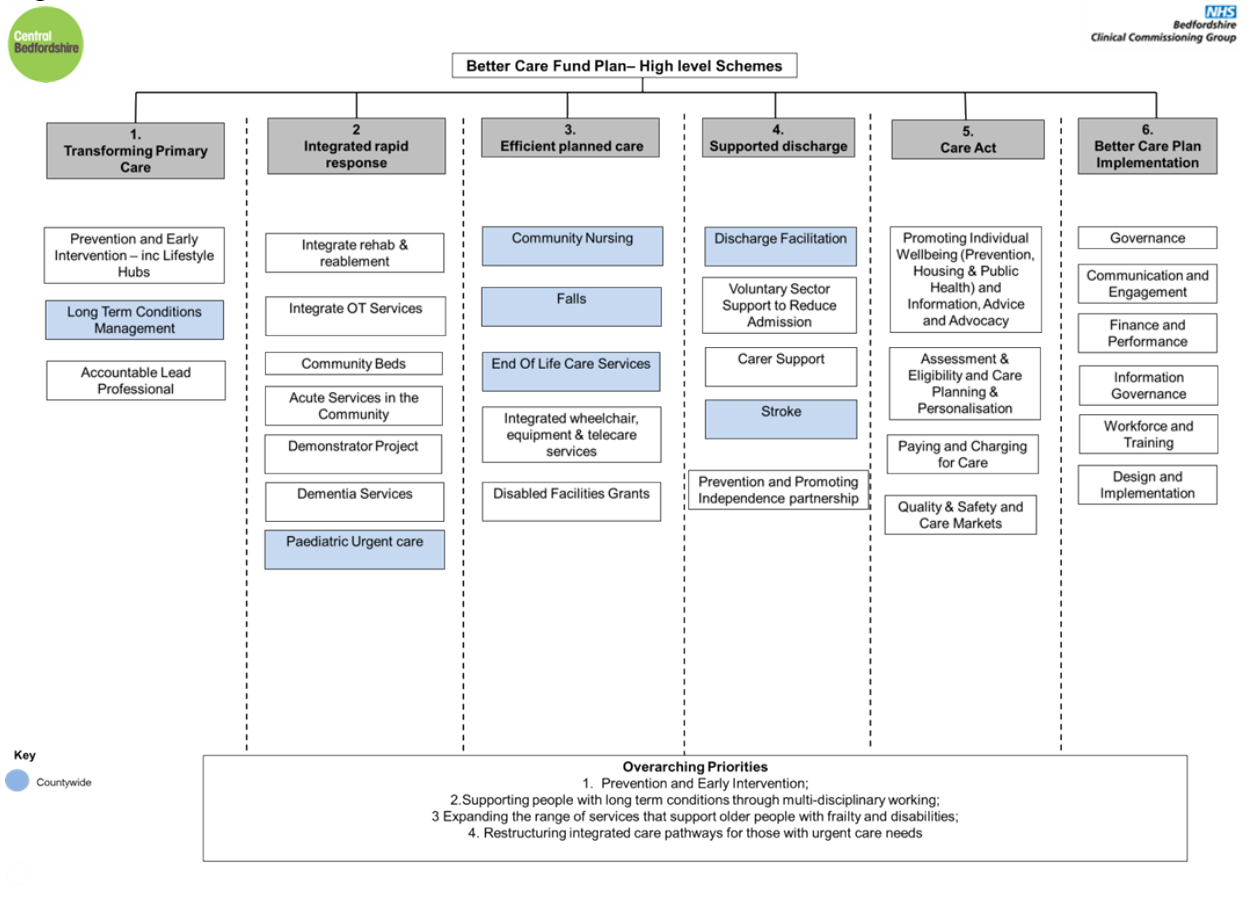 Central
Bedfordshire
NHS
Bedfordshire
Clinical Commissioning Group
Better Care Fund Plan– High level Schemes
1.
Transforming Primary
Care
2
Integrated rapid
response
3.
Efficient planned care
4.
Supported discharge
5.
Care Act
6.
Better Care Plan
Implementation
Prevention and Early
Intervention – inc Lifestyle
Hubs
Long Term Conditions
Management
Accountable Lead
Professional
Integrate rehab &
reablement
Integrate OT Services
Community Beds
Acute Services in the
Community
Demonstrator Project
Dementia Services
Paediatric Urgent care
Community Nursing
Falls
End Of Life Care Services
Integrated wheelchair,
equipment & telecare
services
Disabled Facilities Grants
Discharge Facilitation
Voluntary Sector
Support to Reduce
Admission
Carer Support
Stroke
Prevention and Promoting
Independence partnership
Promoting Individual
Wellbeing (Prevention,
Housing & Public
Health) and
Information, Advice
and Advocacy
Assessment &
Eligibility and Care
Planning &
Personalisation
Paying and Charging
for Care
Quality & Safety and
Care Markets
Governance
Communication and
Engagement
Finance and
Performance
Information
Governance
Workforce and
Training
Design and
Implementation
Key
Countywide
Overarching Priorities
1. Prevention and Early Intervention;
2.Supporting people with long term conditions through multi-disciplinary working;
3 Expanding the range of services that support older people with frailty and disabilities;
4. Restructuring integrated care pathways for those with urgent care needs